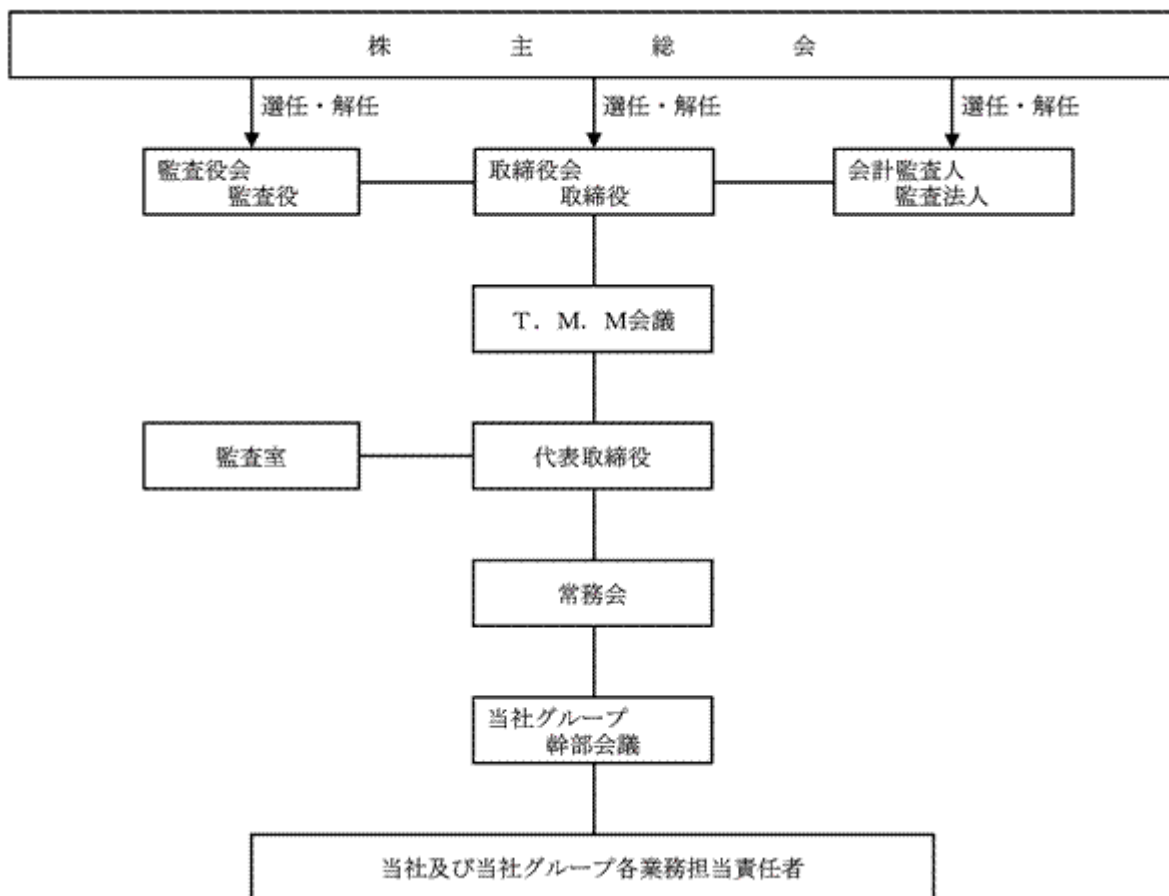 株主総会
選任・解任
選任・解任
選任・解任
監査役会
監査役
取締役会
取締役
会計監査人
監査法人
T．M．M会議
監査室
代表取締役
常務会
当社グループ
幹部会議
当社及び当社グループ各業務担当責任者